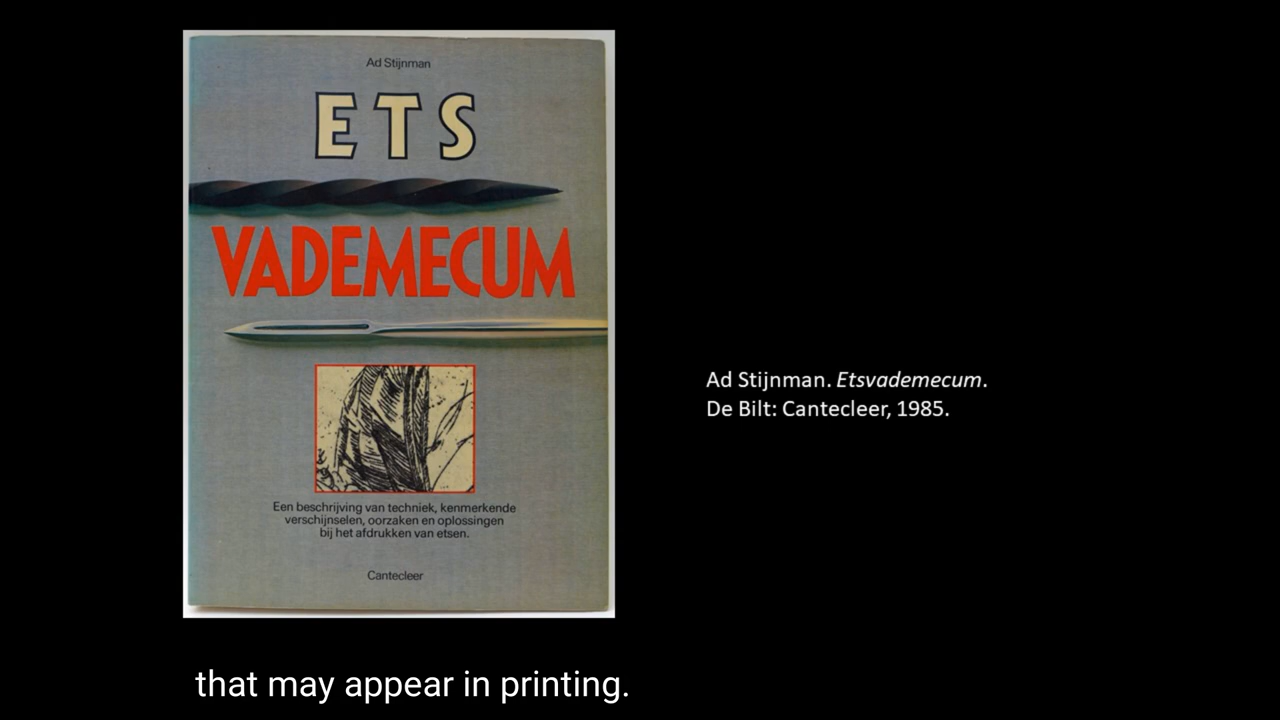 Ad Stijnman
ETS
VADEMECUM
Een beschrijving van techniek, kenmerkende
verschijnselen, oorzaken en oplossingen
bij het afdrukken van etsen.
Cantecleer
Ad Stijnman. Etsvademecum.
De Bilt: Cantecleer, 1985.
that may appear in printing.